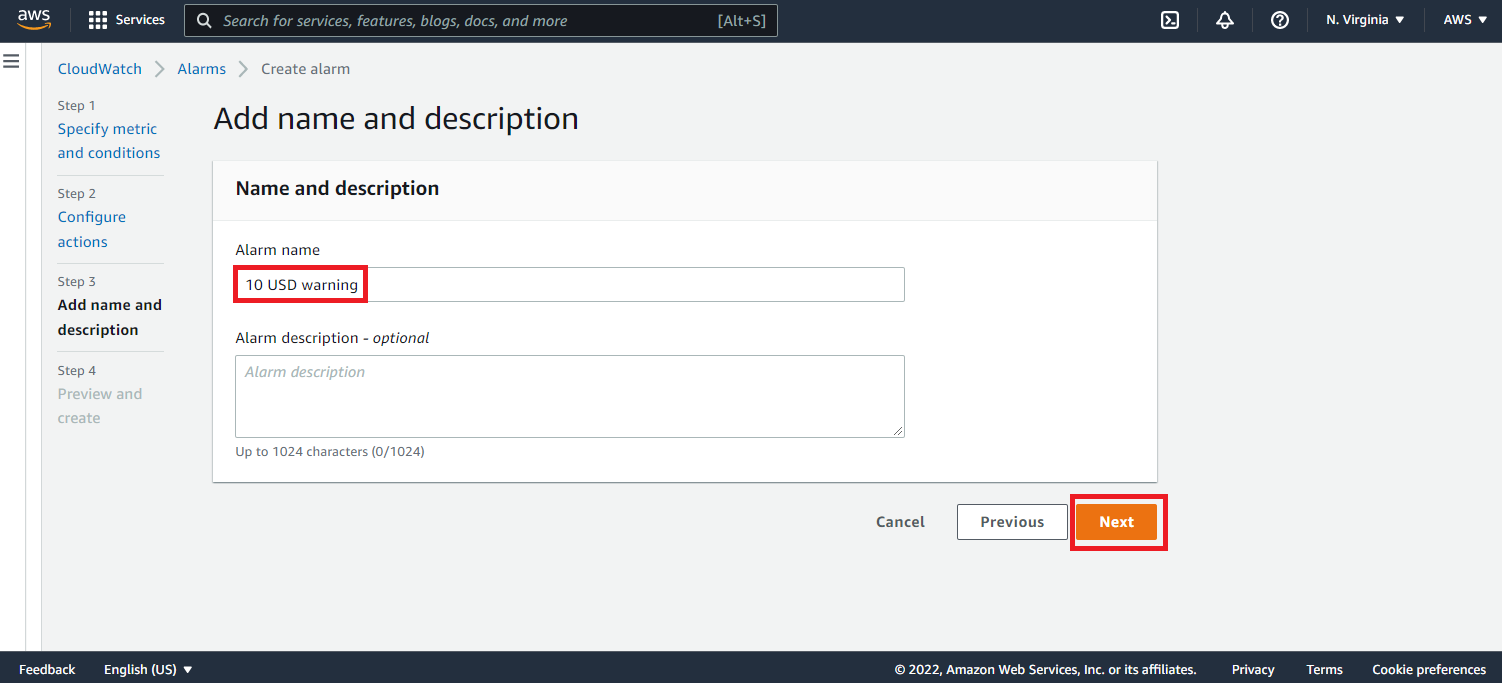 aws
Services
Search for services, features, blogs, docs, and more [Alt+S]
N. Virginia
AWS
CloudWatch
Alarms
Create alarm
Step 1
Specify metric
and conditions
Step 2
Configure
actions
Step 3
Add name and
description
Step 4
Preview and
create
Add name and description
Name and description
Alarm name
10 USD warning
Alarm description - optional
Alarm description
Up to 1024 characters (0/1024)
Cancel
Previous
Next
Feedback
English (US)
© 2022, Amazon Web Services, Inc. or its affiliates.
Privacy
Terms
Cookie preferences